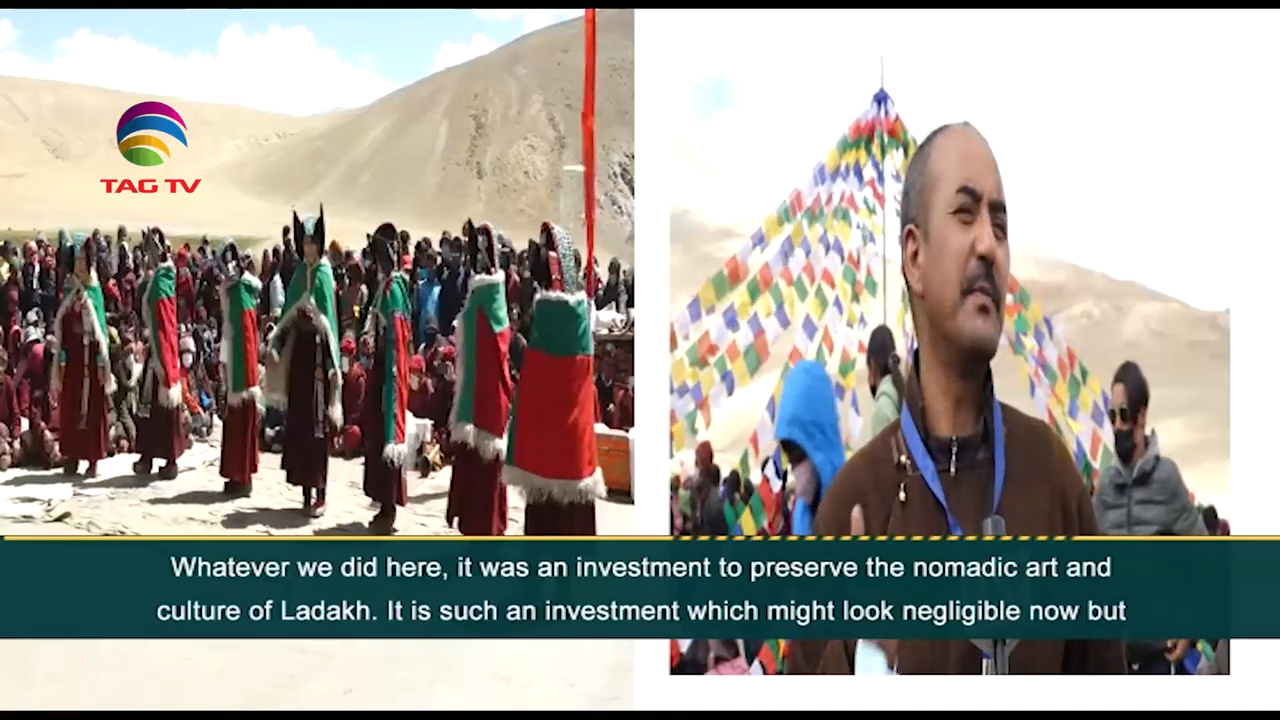 TAG TV
Whatever we did here, it was an investment to preserve the nomadic art and
culture of Ladakh. It is such an investment which might look negligible now but